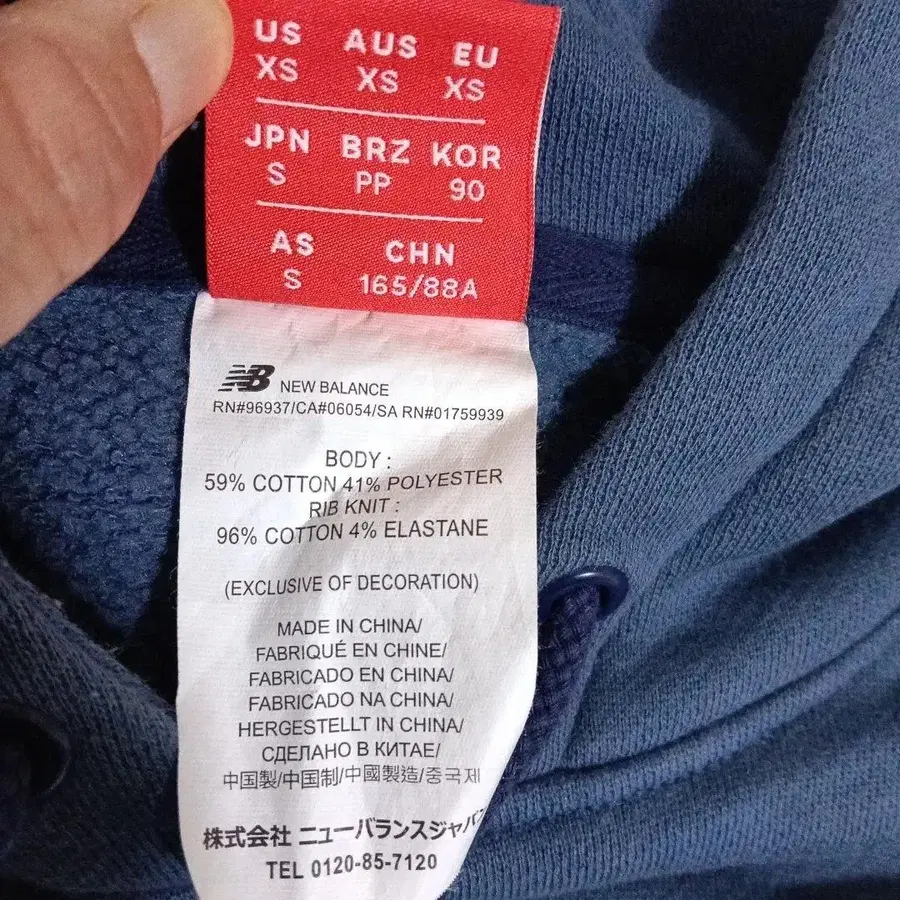 US AUS EU
XS XS XS
JPN BRZ KOR
S PP 90
AS CHN
S 165/88A
NB NEW BALANCE
RN#96937/CA#06054/SA RN#01759939
BODY :
59% COTTON 41% POLYESTER
RIB KNIT :
96% COTTON 4% ELASTANE
(EXCLUSIVE OF DECORATION)
MADE IN CHINA/
FABRIQUÉ EN CHINE/
FABRICADO EN CHINA/
FABRICADO NA CHINA/
HERGESTELLT IN CHINA/
СДЕЛАНО В КИТАЕ/
中国製/中国制/中國製造/중국제
株式会社 ニューバランスジャパン
TEL 0120-85-7120